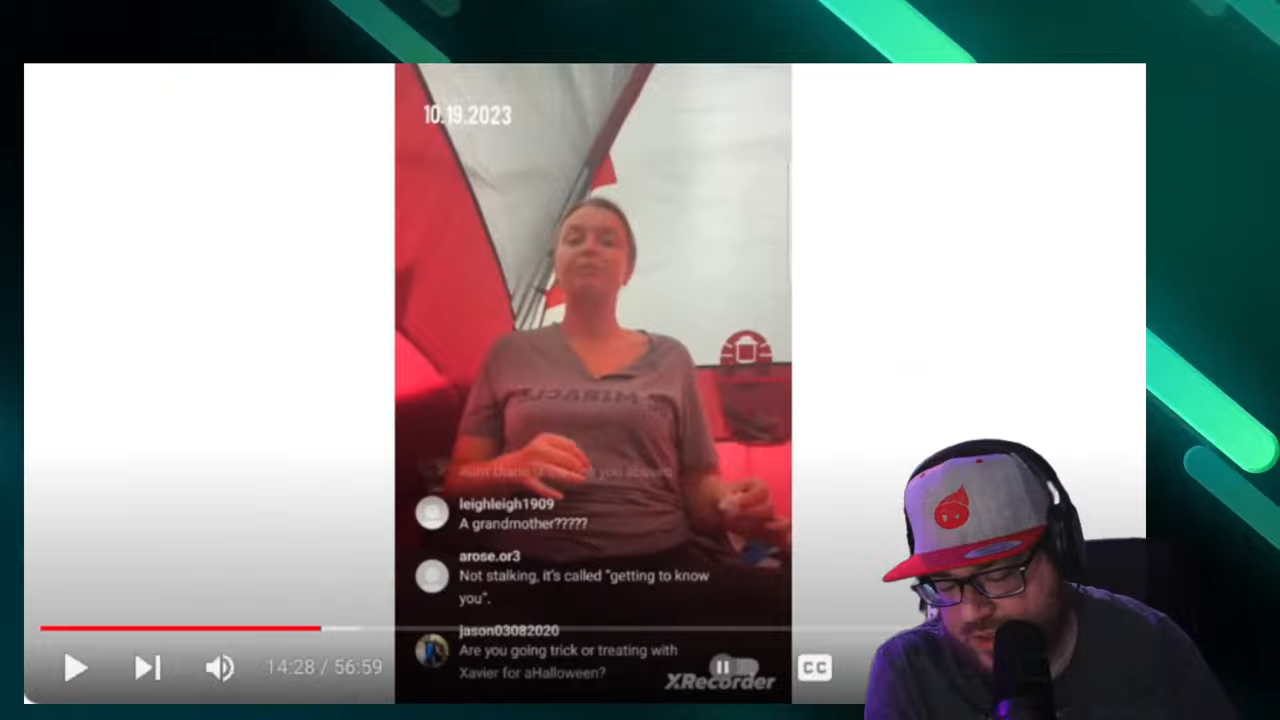 10.19.2023
MIRACLE
leighleigh1909
A grandmother?????
arose.or3
Not stalking, it's called "getting to know
you".
jason03082020
Are you going trick or treating with
Xavier for aHalloween?
XRecorder
14:28 / 56:59
CC